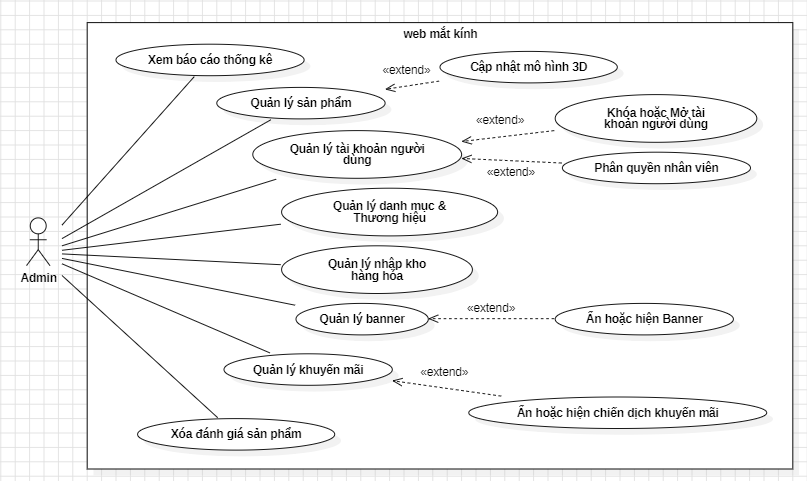 web mắt kính
Xem báo cáo thống kê
«extend»
Cập nhật mô hình 3D
Quản lý sản phẩm
Khóa hoặc Mở tài
khoản người dùng
«extend»
Quản lý tài khoản người
dùng
«extend»
Phân quyền nhân viên
Quản lý danh mục &
Thương hiệu
Admin
Quản lý nhập kho
hàng hóa
«extend»
Quản lý banner
Ẩn hoặc hiện Banner
Quản lý khuyến mãi
«extend»
Ẩn hoặc hiện chiến dịch khuyến mãi
Xóa đánh giá sản phẩm